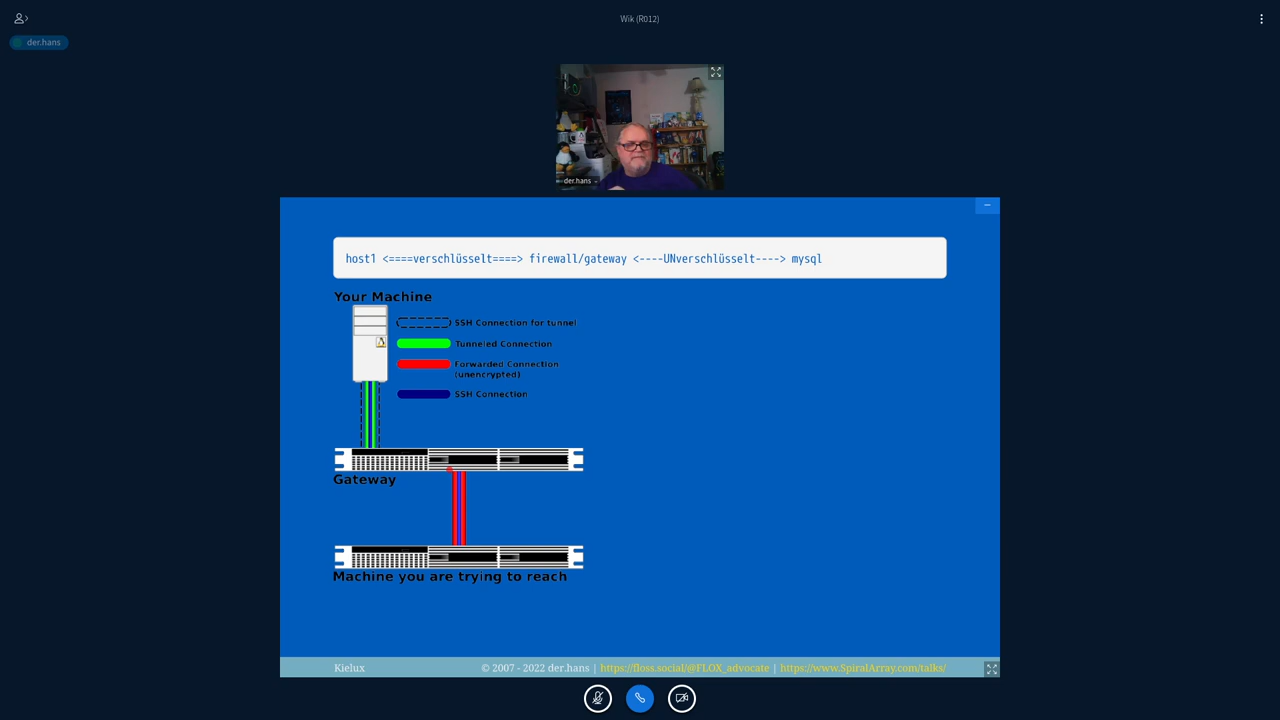 Wik (R012)
der.hans
der.hans
host1 <====verschlüsselt====> firewall/gateway <----UNverschlüsselt----> mysql
Your Machine
SSH Connection for tunnel
Tunneled Connection
Forwarded Connection
(unencrypted)
SSH Connection
Gateway
Machine you are trying to reach
Kielux
© 2007 - 2022 der.hans | https://floss.social/@FLOX_advocate | https://www.SpiralArray.com/talks/